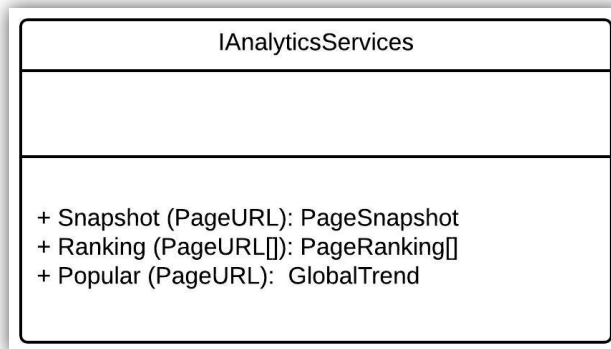 IAnalyticsServices
+ Snapshot (PageURL): PageSnapshot
+ Ranking (PageURL[]): PageRanking[]
+ Popular (PageURL):  GlobalTrend